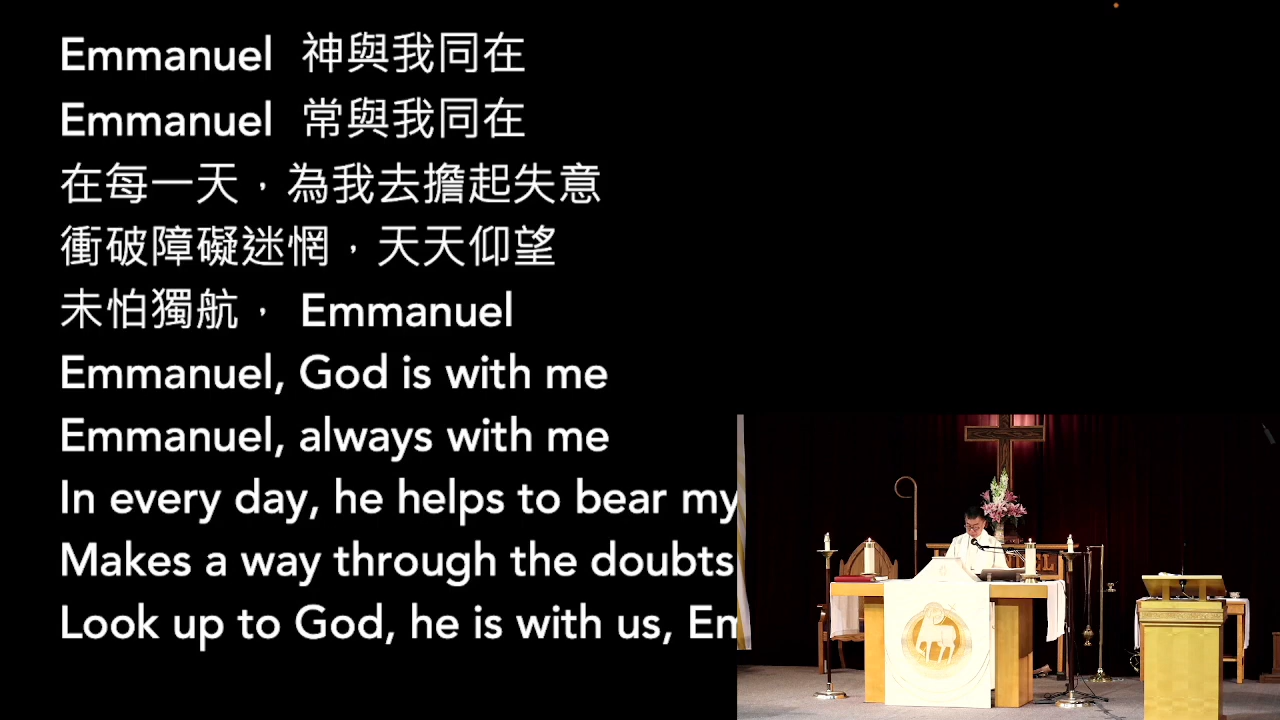 Emmanuel 神與我同在
Emmanuel 常與我同在
在每一天，為我去擔起失意
衝破障礙迷惘，天天仰望
未怕獨航， Emmanuel
Emmanuel, God is with me
Emmanuel, always with me
In every day, he helps to bear my
Makes a way through the doubts
Look up to God, he is with us,